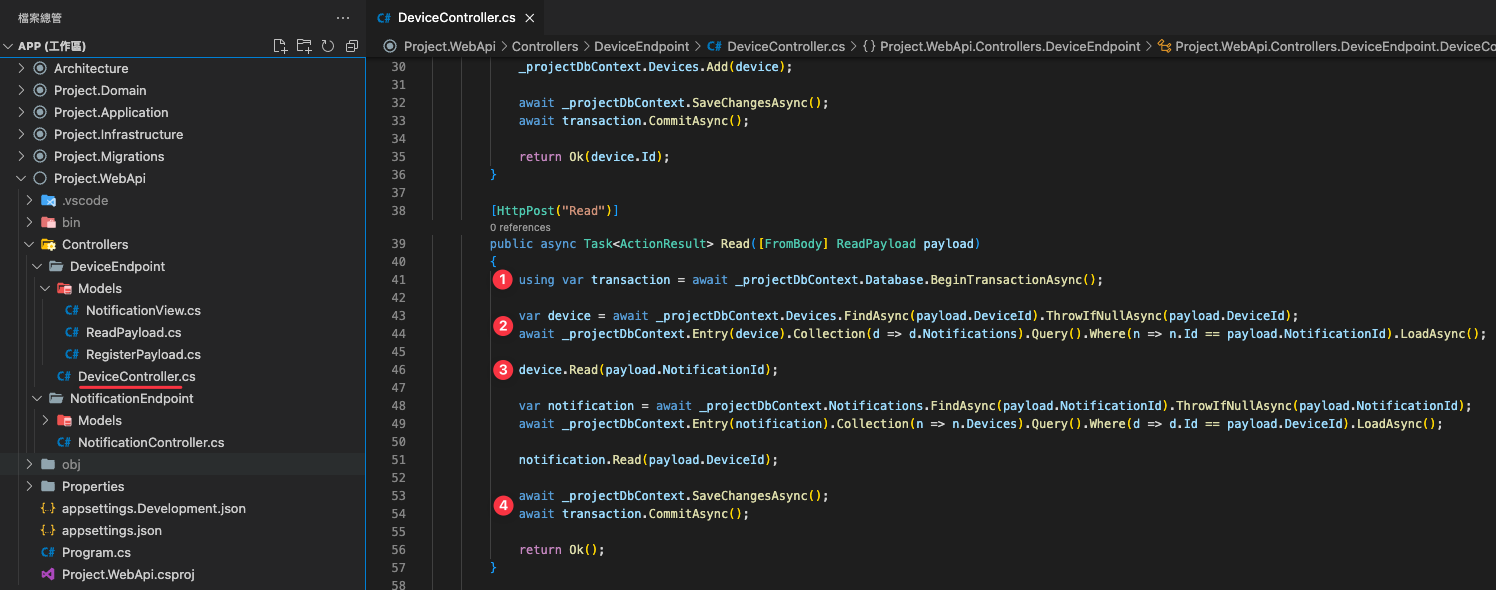 檔案總管
APP (工作區)
Architecture
Project.Domain
Project.Application
Project.Infrastructure
Project.Migrations
Project.WebApi
.vscode
bin
Controllers
DeviceEndpoint
Models
C# NotificationView.cs
C# ReadPayload.cs
C# RegisterPayload.cs
C# DeviceController.cs
NotificationEndpoint
Models
C# NotificationController.cs
obj
Properties
{} appsettings.Development.json
{} appsettings.json
C# Program.cs
Project.WebApi.csproj
C# DeviceController.cs
Project.WebApi > Controllers > DeviceEndpoint > C# DeviceController.cs > {} Project.WebApi.Controllers.DeviceEndpoint > Project.WebApi.Controllers.DeviceEndpoint.DeviceCo
30 _projectDbContext.Devices.Add(device);
31
32 await _projectDbContext.SaveChangesAsync();
33 await transaction.CommitAsync();
34
35 return Ok(device.Id);
36 }
37
38 [HttpPost("Read")]
0 references
39 public async Task<ActionResult> Read([FromBody] ReadPayload payload)
40 {
41 1 using var transaction = await _projectDbContext.Database.BeginTransactionAsync();
42
43 var device = await _projectDbContext.Devices.FindAsync(payload.DeviceId).ThrowIfNullAsync(payload.DeviceId);
2
44 await _projectDbContext.Entry(device).Collection(d => d.Notifications).Query().Where(n => n.Id == payload.NotificationId).LoadAsync();
45
46 3 device.Read(payload.NotificationId);
47
48 var notification = await _projectDbContext.Notifications.FindAsync(payload.NotificationId).ThrowIfNullAsync(payload.NotificationId);
49 await _projectDbContext.Entry(notification).Collection(n => n.Devices).Query().Where(d => d.Id == payload.DeviceId).LoadAsync();
50
51 notification.Read(payload.DeviceId);
52
53 await _projectDbContext.SaveChangesAsync();
4
54 await transaction.CommitAsync();
55
56 return Ok();
57 }
58